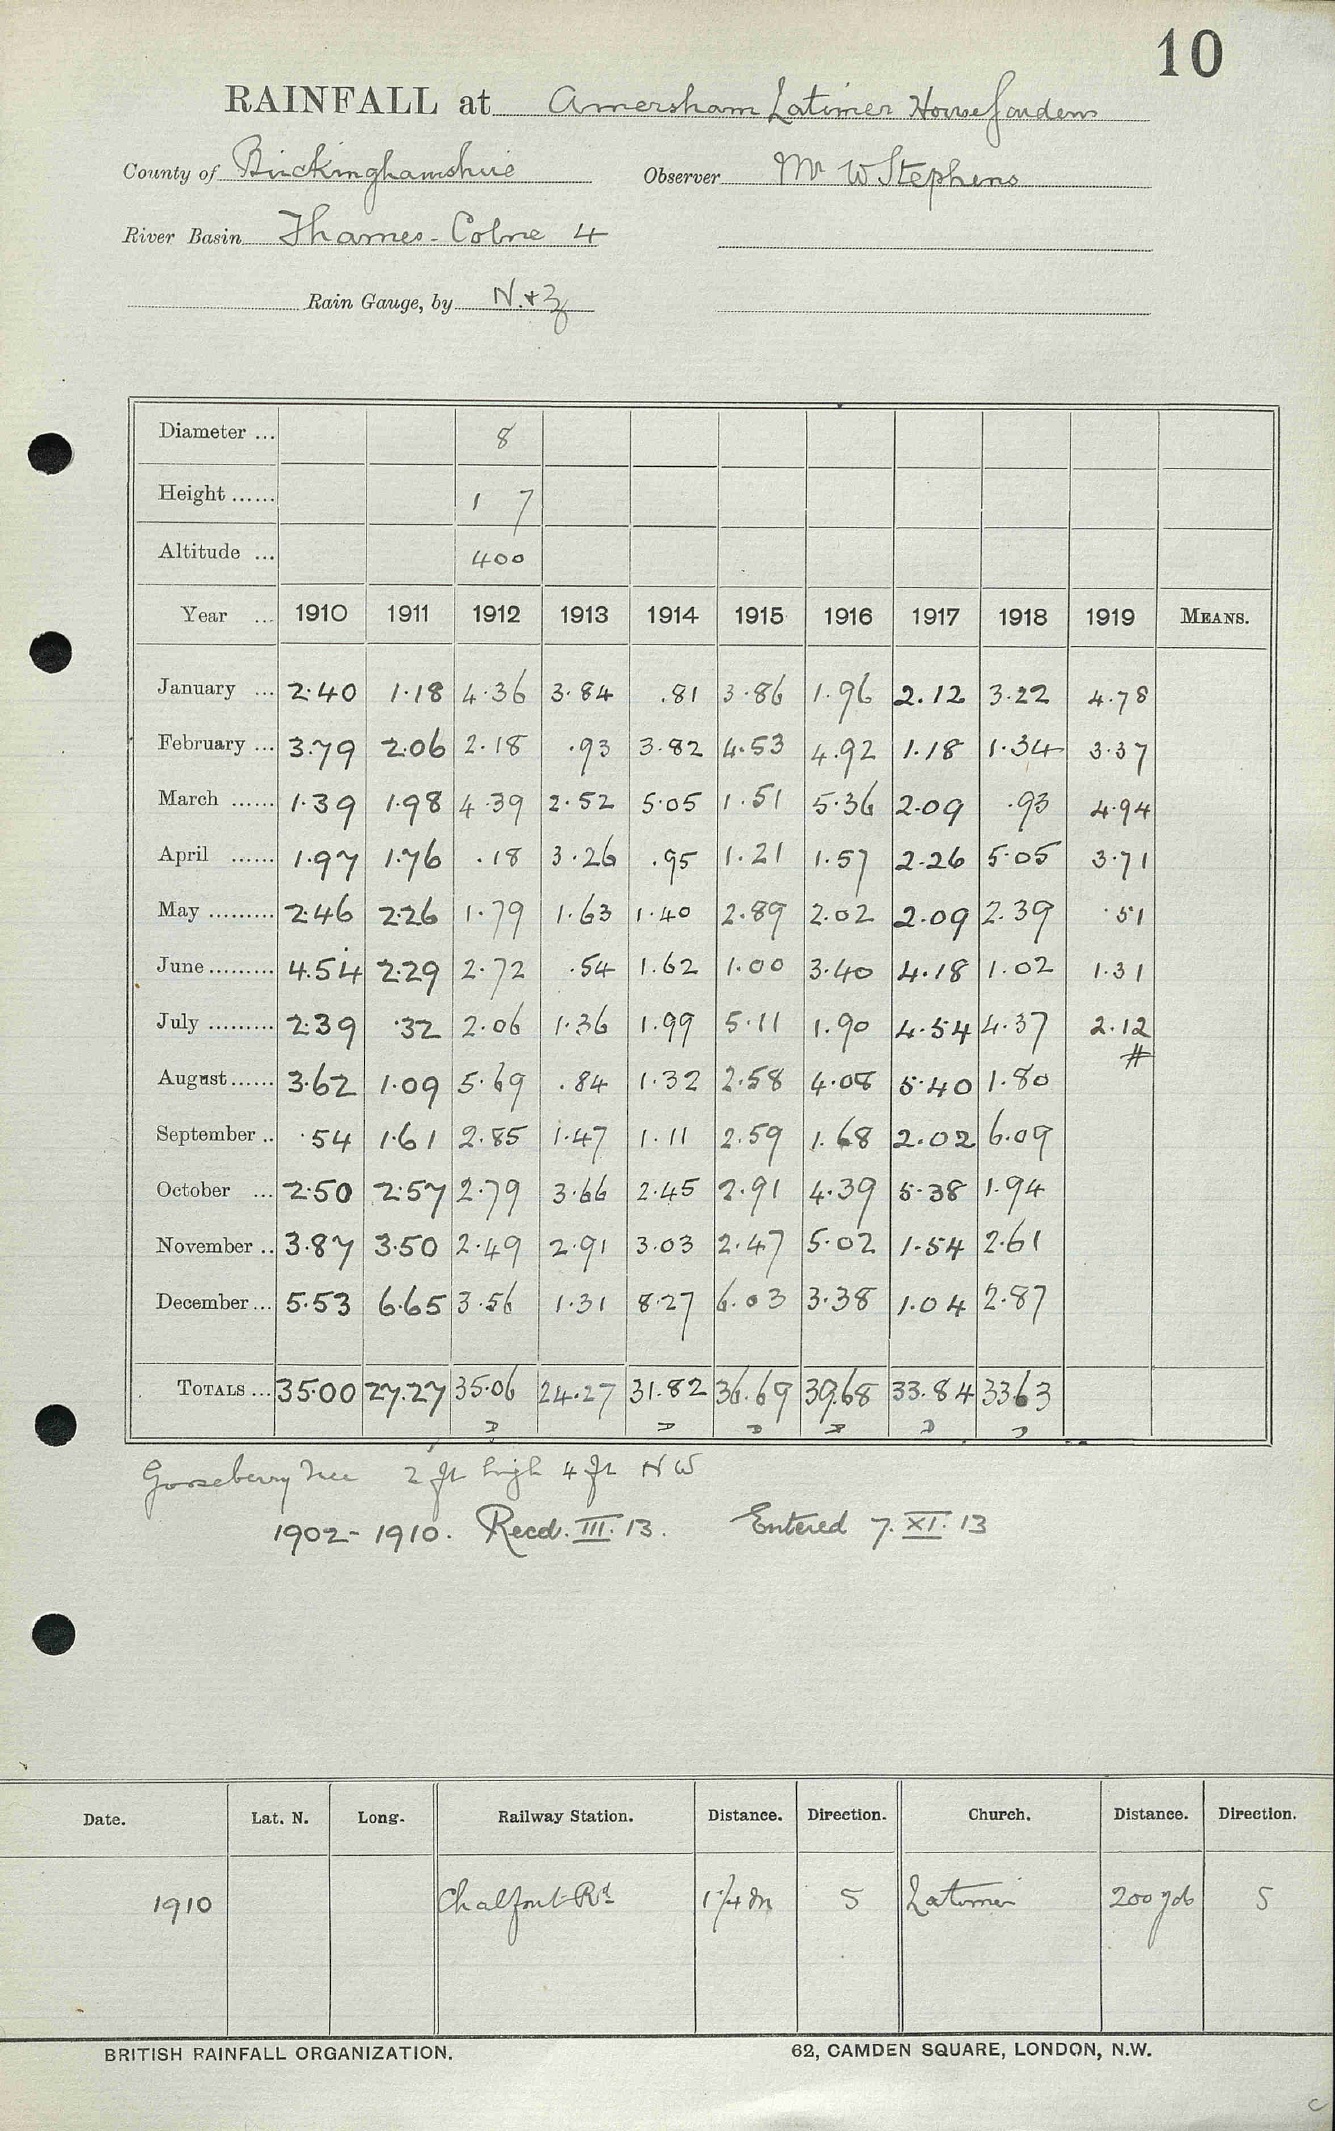 10
RAINFALL at Amersham Latimer House Gardens
County of Buckinghamshire Observer Mr W Stephens
River Basin Thames - Colne 4
Rain Gauge, by N. & Z
Diameter ... 8
Height ...... 1 7
Altitude ... 400
Year ... 1910 1911 1912 1913 1914 1915 1916 1917 1918 1919 MEANS.
January ... 2.40 1.18 4.36 3.84 .81 3.86 1.96 2.12 3.22 4.78
February ... 3.79 2.06 2.18 .93 3.82 4.53 4.92 1.18 1.34 3.37
March ...... 1.39 1.98 4.39 2.52 5.05 1.51 5.36 2.09 .93 4.94
April ...... 1.97 1.76 .18 3.26 .95 1.21 1.57 2.26 5.05 3.71
May ......... 2.46 2.26 1.79 1.63 1.40 2.89 2.02 2.09 2.39 .51
June ......... 4.54 2.29 2.72 .54 1.62 1.00 3.40 4.18 1.02 1.31
July ......... 2.39 .32 2.06 1.36 1.99 5.11 1.90 4.54 4.37 2.12
#
August ...... 3.62 1.09 5.69 .84 1.32 2.58 4.08 5.40 1.80
September .. .54 1.61 2.85 1.47 1.11 2.59 1.68 2.02 6.09
October ... 2.50 2.57 2.79 3.66 2.45 2.91 4.39 5.38 1.94
November .. 3.87 3.50 2.49 2.91 3.03 2.47 5.02 1.54 2.61
December ... 5.53 6.65 3.56 1.31 8.27 6.03 3.38 1.04 2.87
TOTALS ... 35.00 27.27 35.06 24.27 31.82 36.69 39.68 33.84 33.63
Gooseberry tree 2 ft high 4 ft NW
1902 - 1910. Recd. III. 13. Entered 7. XI. 13
Date. Lat. N. Long. Railway Station. Distance. Direction. Church. Distance. Direction.
1910 Chalfont Rd 1 1/4 m S Latimer 200 yds S
BRITISH RAINFALL ORGANIZATION. 62, CAMDEN SQUARE, LONDON, N.W.
c